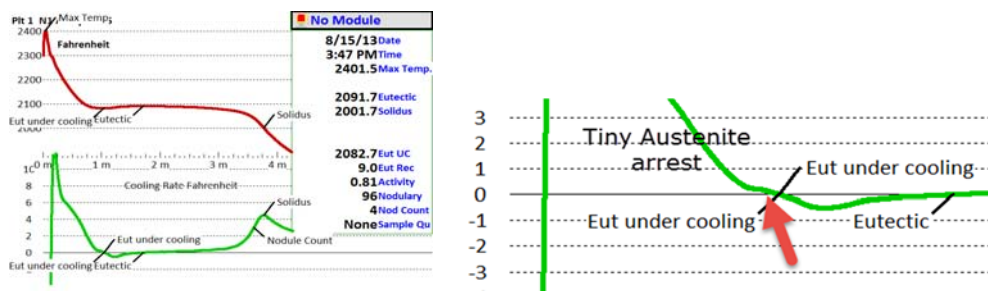 Plt 1 N1
Max Temp.
2400
Fahrenheit
2300
2200
2100
Eut under cooling
Eutectic
2000
Solidus
0 m
1 m
2 m
3 m
4 m
1C
Cooling Rate Fahrenheit
8
6
Solidus
4
2
Eut under cooling
Nodule Count
0
Eut under cooling
Eutectic
No Module
8/15/13 Date
3:47 PM Time
2401.5 Max Temp.
2091.7 Eutectic
2001.7 Solidus
2082.7 Eut UC
9.0 Eut Rec
0.81 Activity
96 Nodulary
4 Nod Count
None Sample Qu
3
2
Tiny Austenite
arrest
1
Eut under cooling
0
-1
Eut under cooling
Eutectic
-2
-3